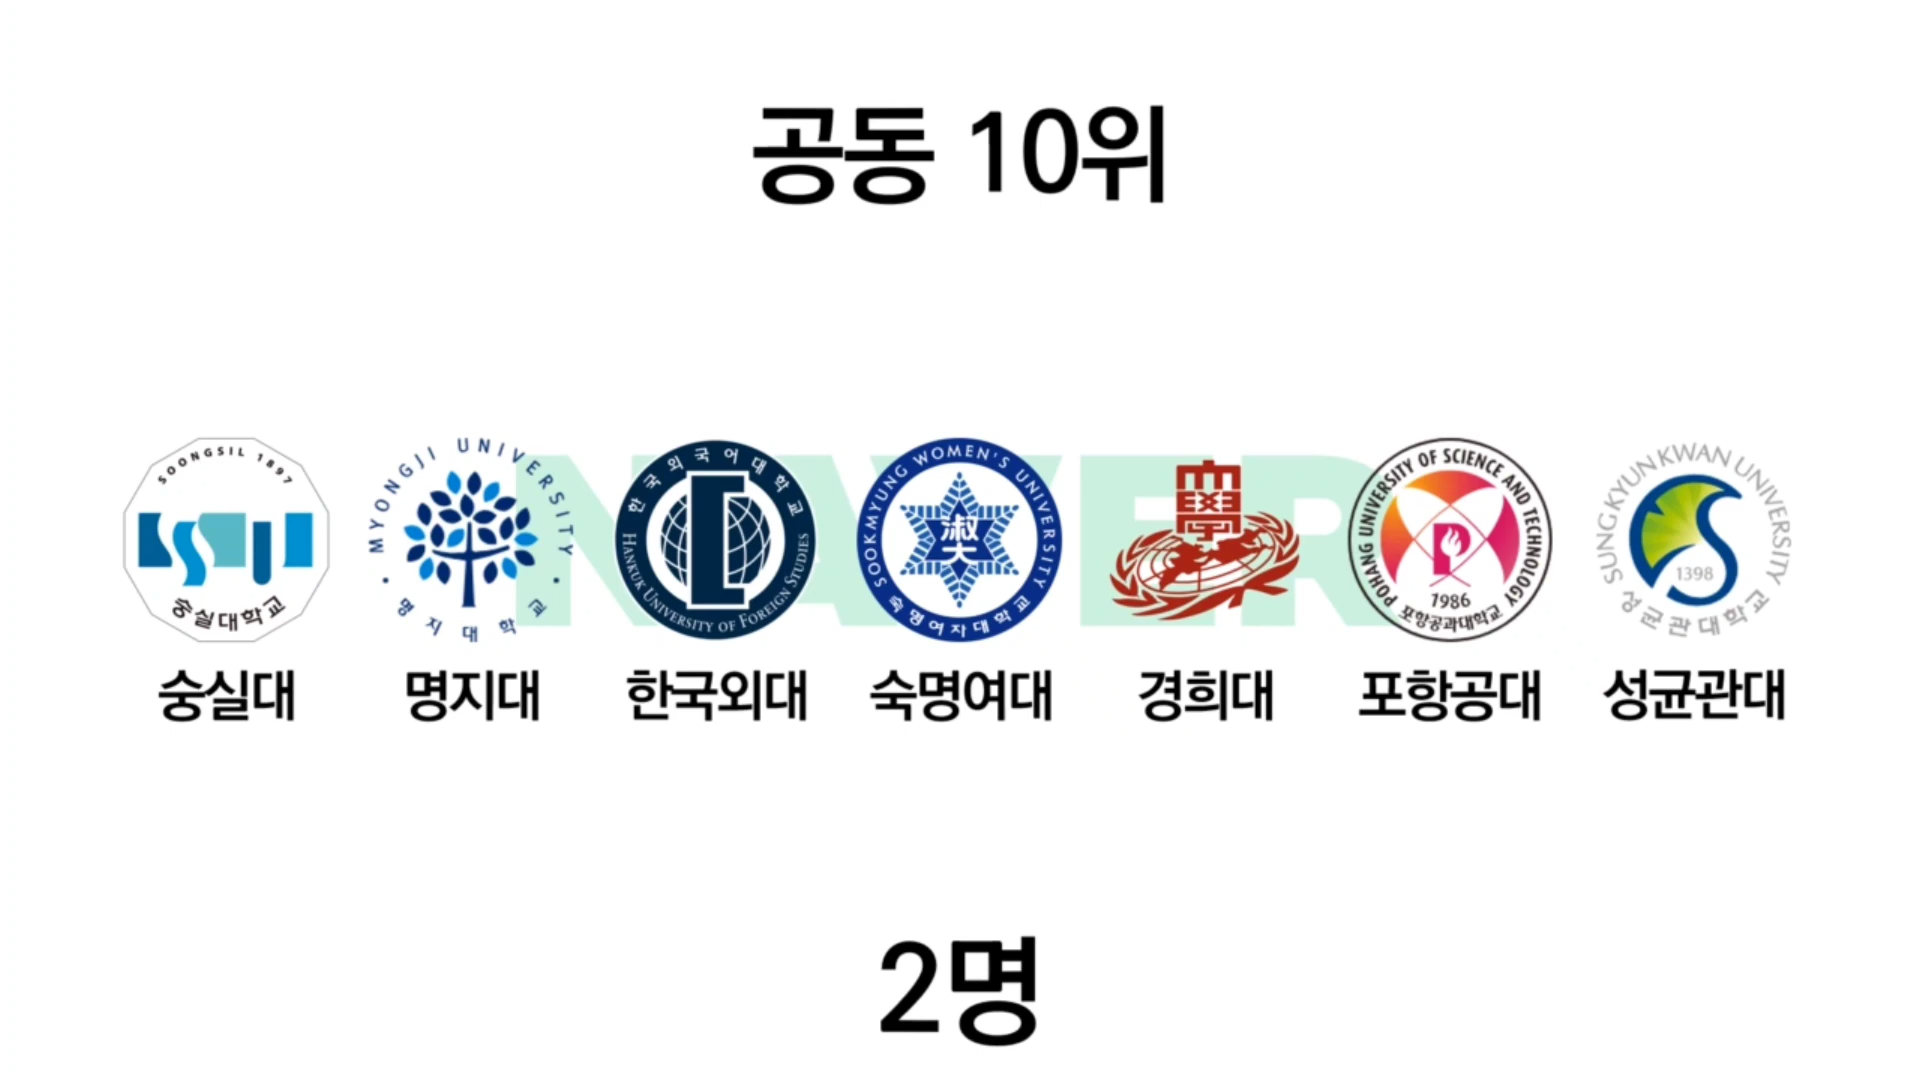 공동 10위
NAVER
SOONGSIL 1897
숭실대학교
MYONGJI UNIVERSITY
명지대학교
한국외국어대학교
HANKUK UNIVERSITY OF FOREIGN STUDIES
SOOKMYUNG WOMEN'S UNIVERSITY
淑大
숙명여자대학교
大學
POHANG UNIVERSITY OF SCIENCE AND TECHNOLOGY
1986
포항공과대학교
SUNGKYUNKWAN UNIVERSITY
1398
성균관대학교
숭실대 명지대 한국외대 숙명여대 경희대 포항공대 성균관대
2명